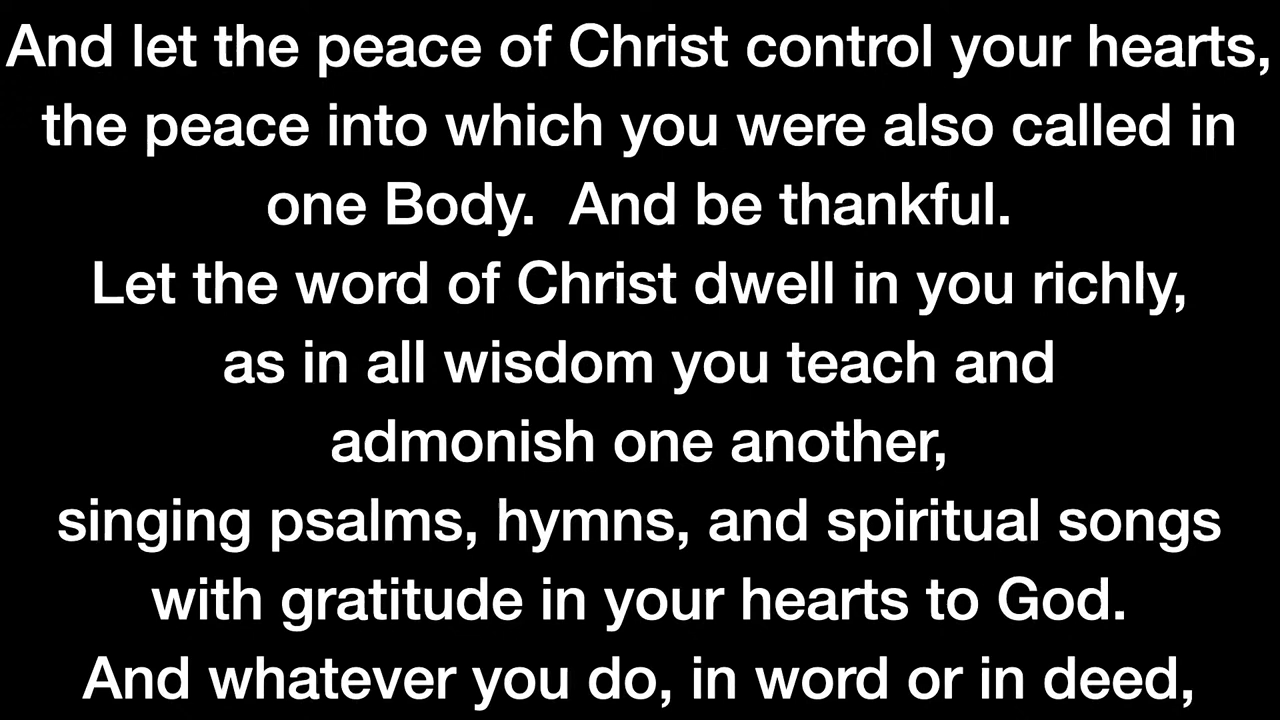 And let the peace of Christ control your hearts,
the peace into which you were also called in
one Body.  And be thankful.
Let the word of Christ dwell in you richly,
as in all wisdom you teach and
admonish one another,
singing psalms, hymns, and spiritual songs
with gratitude in your hearts to God.
And whatever you do, in word or in deed,